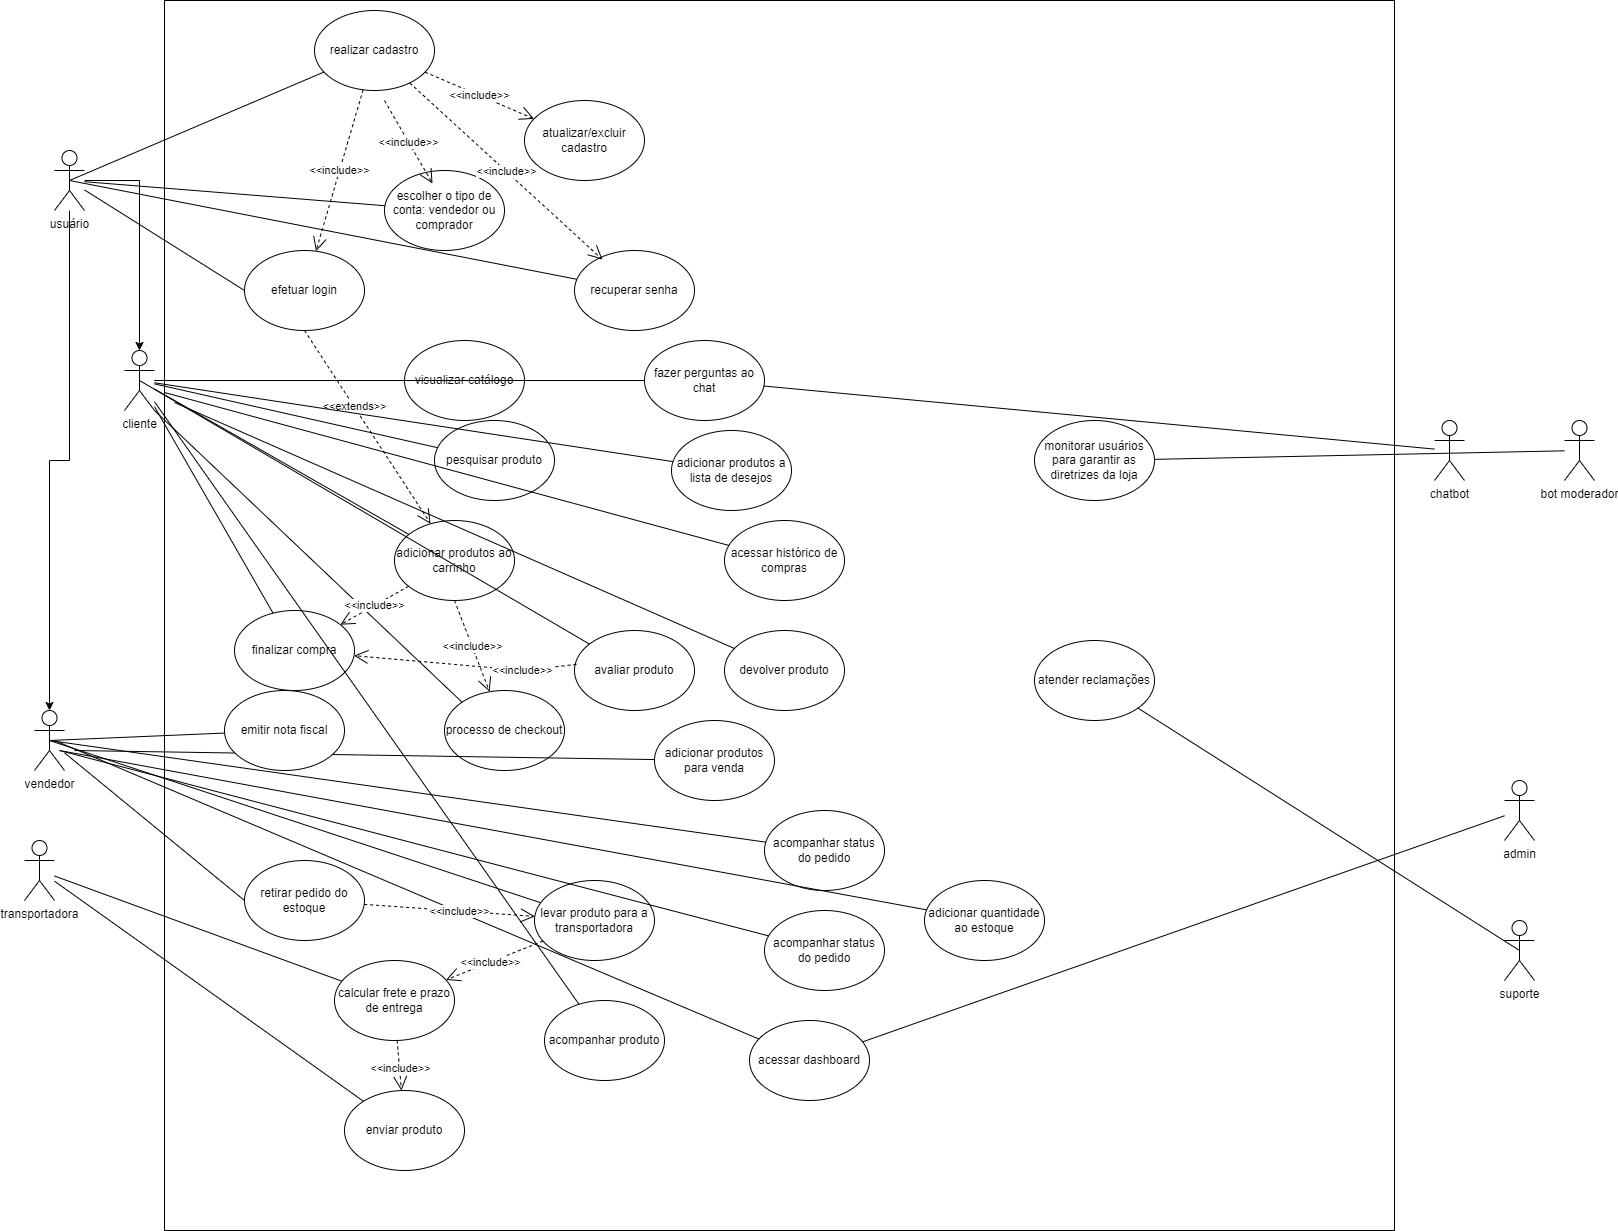 realizar cadastro
<<include>>
atualizar/excluir
cadastro
<<include>>
<<include>>
<<include>>
escolher o tipo de
conta: vendedor ou
comprador
usuário
efetuar login
recuperar senha
visualizar catálogo
fazer perguntas ao
chat
<<extends>>
cliente
pesquisar produto
adicionar produtos a
lista de desejos
monitorar usuários
para garantir as
diretrizes da loja
chatbot
bot moderador
adicionar produtos ao
carrinho
acessar histórico de
compras
<<include>>
finalizar compra
<<include>>
<<include>>
avaliar produto
devolver produto
atender reclamações
emitir nota fiscal
processo de checkout
adicionar produtos
para venda
vendedor
acompanhar status
do pedido
admin
retirar pedido do
estoque
<<include>>
levar produto para a
transportadora
adicionar quantidade
ao estoque
transportadora
acompanhar status
do pedido
<<include>>
calcular frete e prazo
de entrega
suporte
acompanhar produto
acessar dashboard
<<include>>
enviar produto